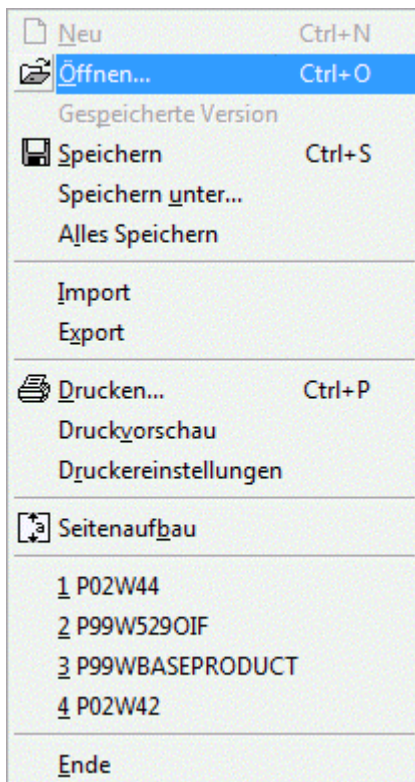 Neu Ctrl+N
Öffnen... Ctrl+O
Gespeicherte Version
Speichern Ctrl+S
Speichern unter...
Alles Speichern
Import
Export
Drucken... Ctrl+P
Druckvorschau
Druckereinstellungen
a Seitenaufbau
1 P02W44
2 P99W529OIF
3 P99WBASEPRODUCT
4 P02W42
Ende